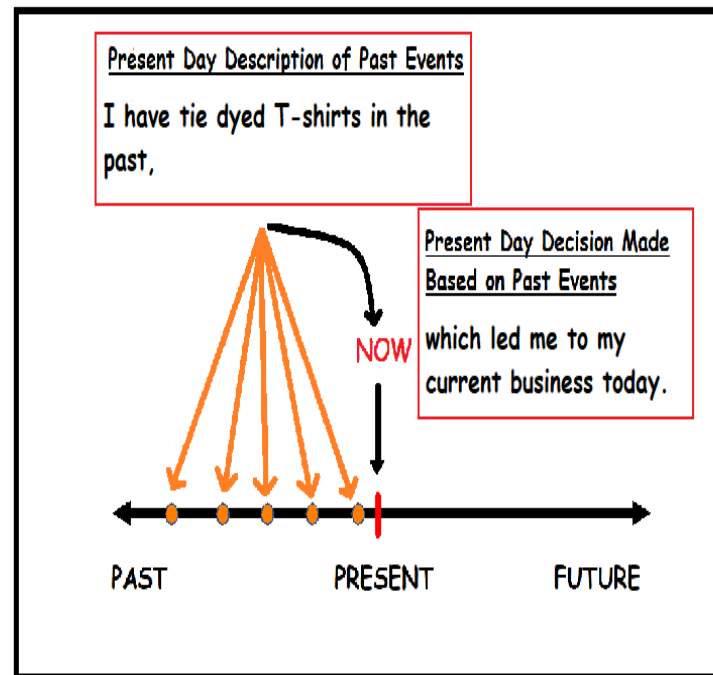 Present Day Description of Past Events
I have tie dyed T-shirts in the
past,
Present Day Decision Made
Based on Past Events
which led me to my
current business today.
NOW
PAST PRESENT FUTURE